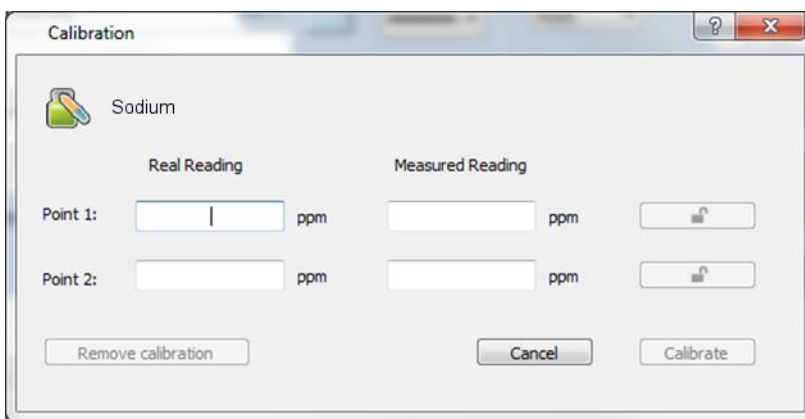 Calibration
Sodium
Real Reading Measured Reading
Point 1: ppm ppm
Point 2: ppm ppm
Remove calibration Cancel Calibrate